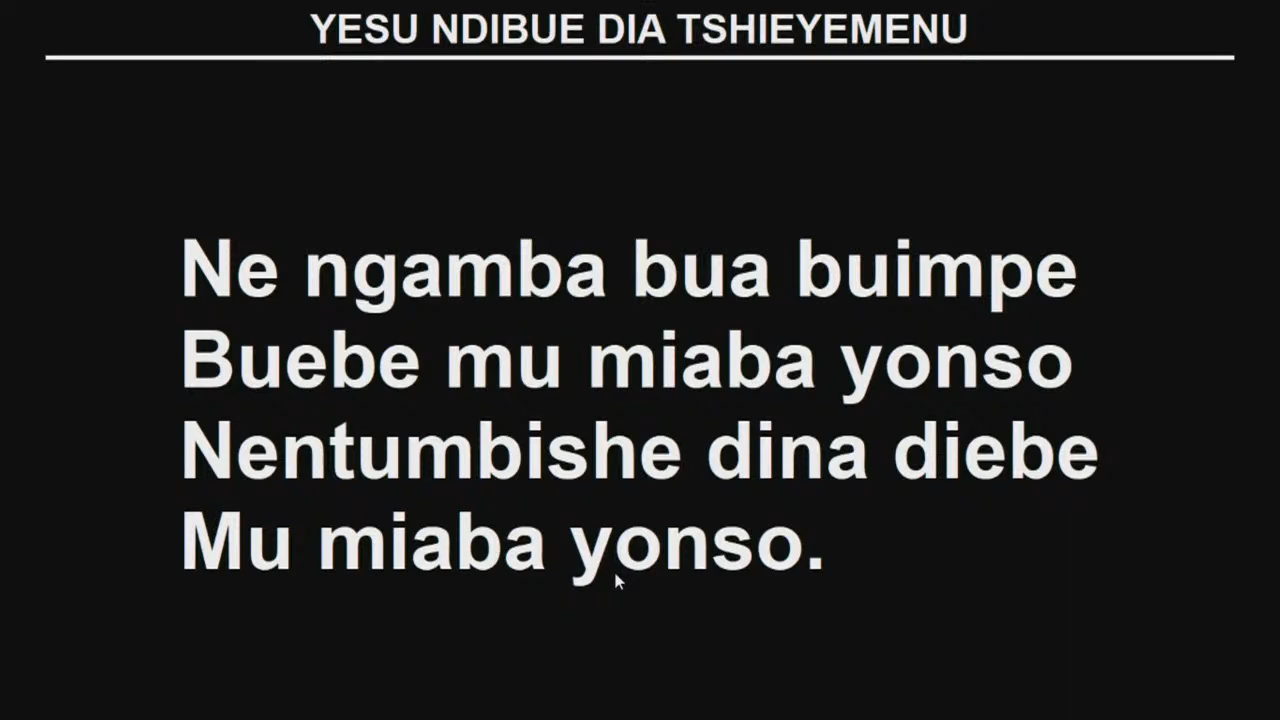 YESU NDIBUE DIA TSHIEYEMENU
Ne ngamba bua buimpe
Buebe mu miaba yonso
Nentumbishe dina diebe
Mu miaba yonso.